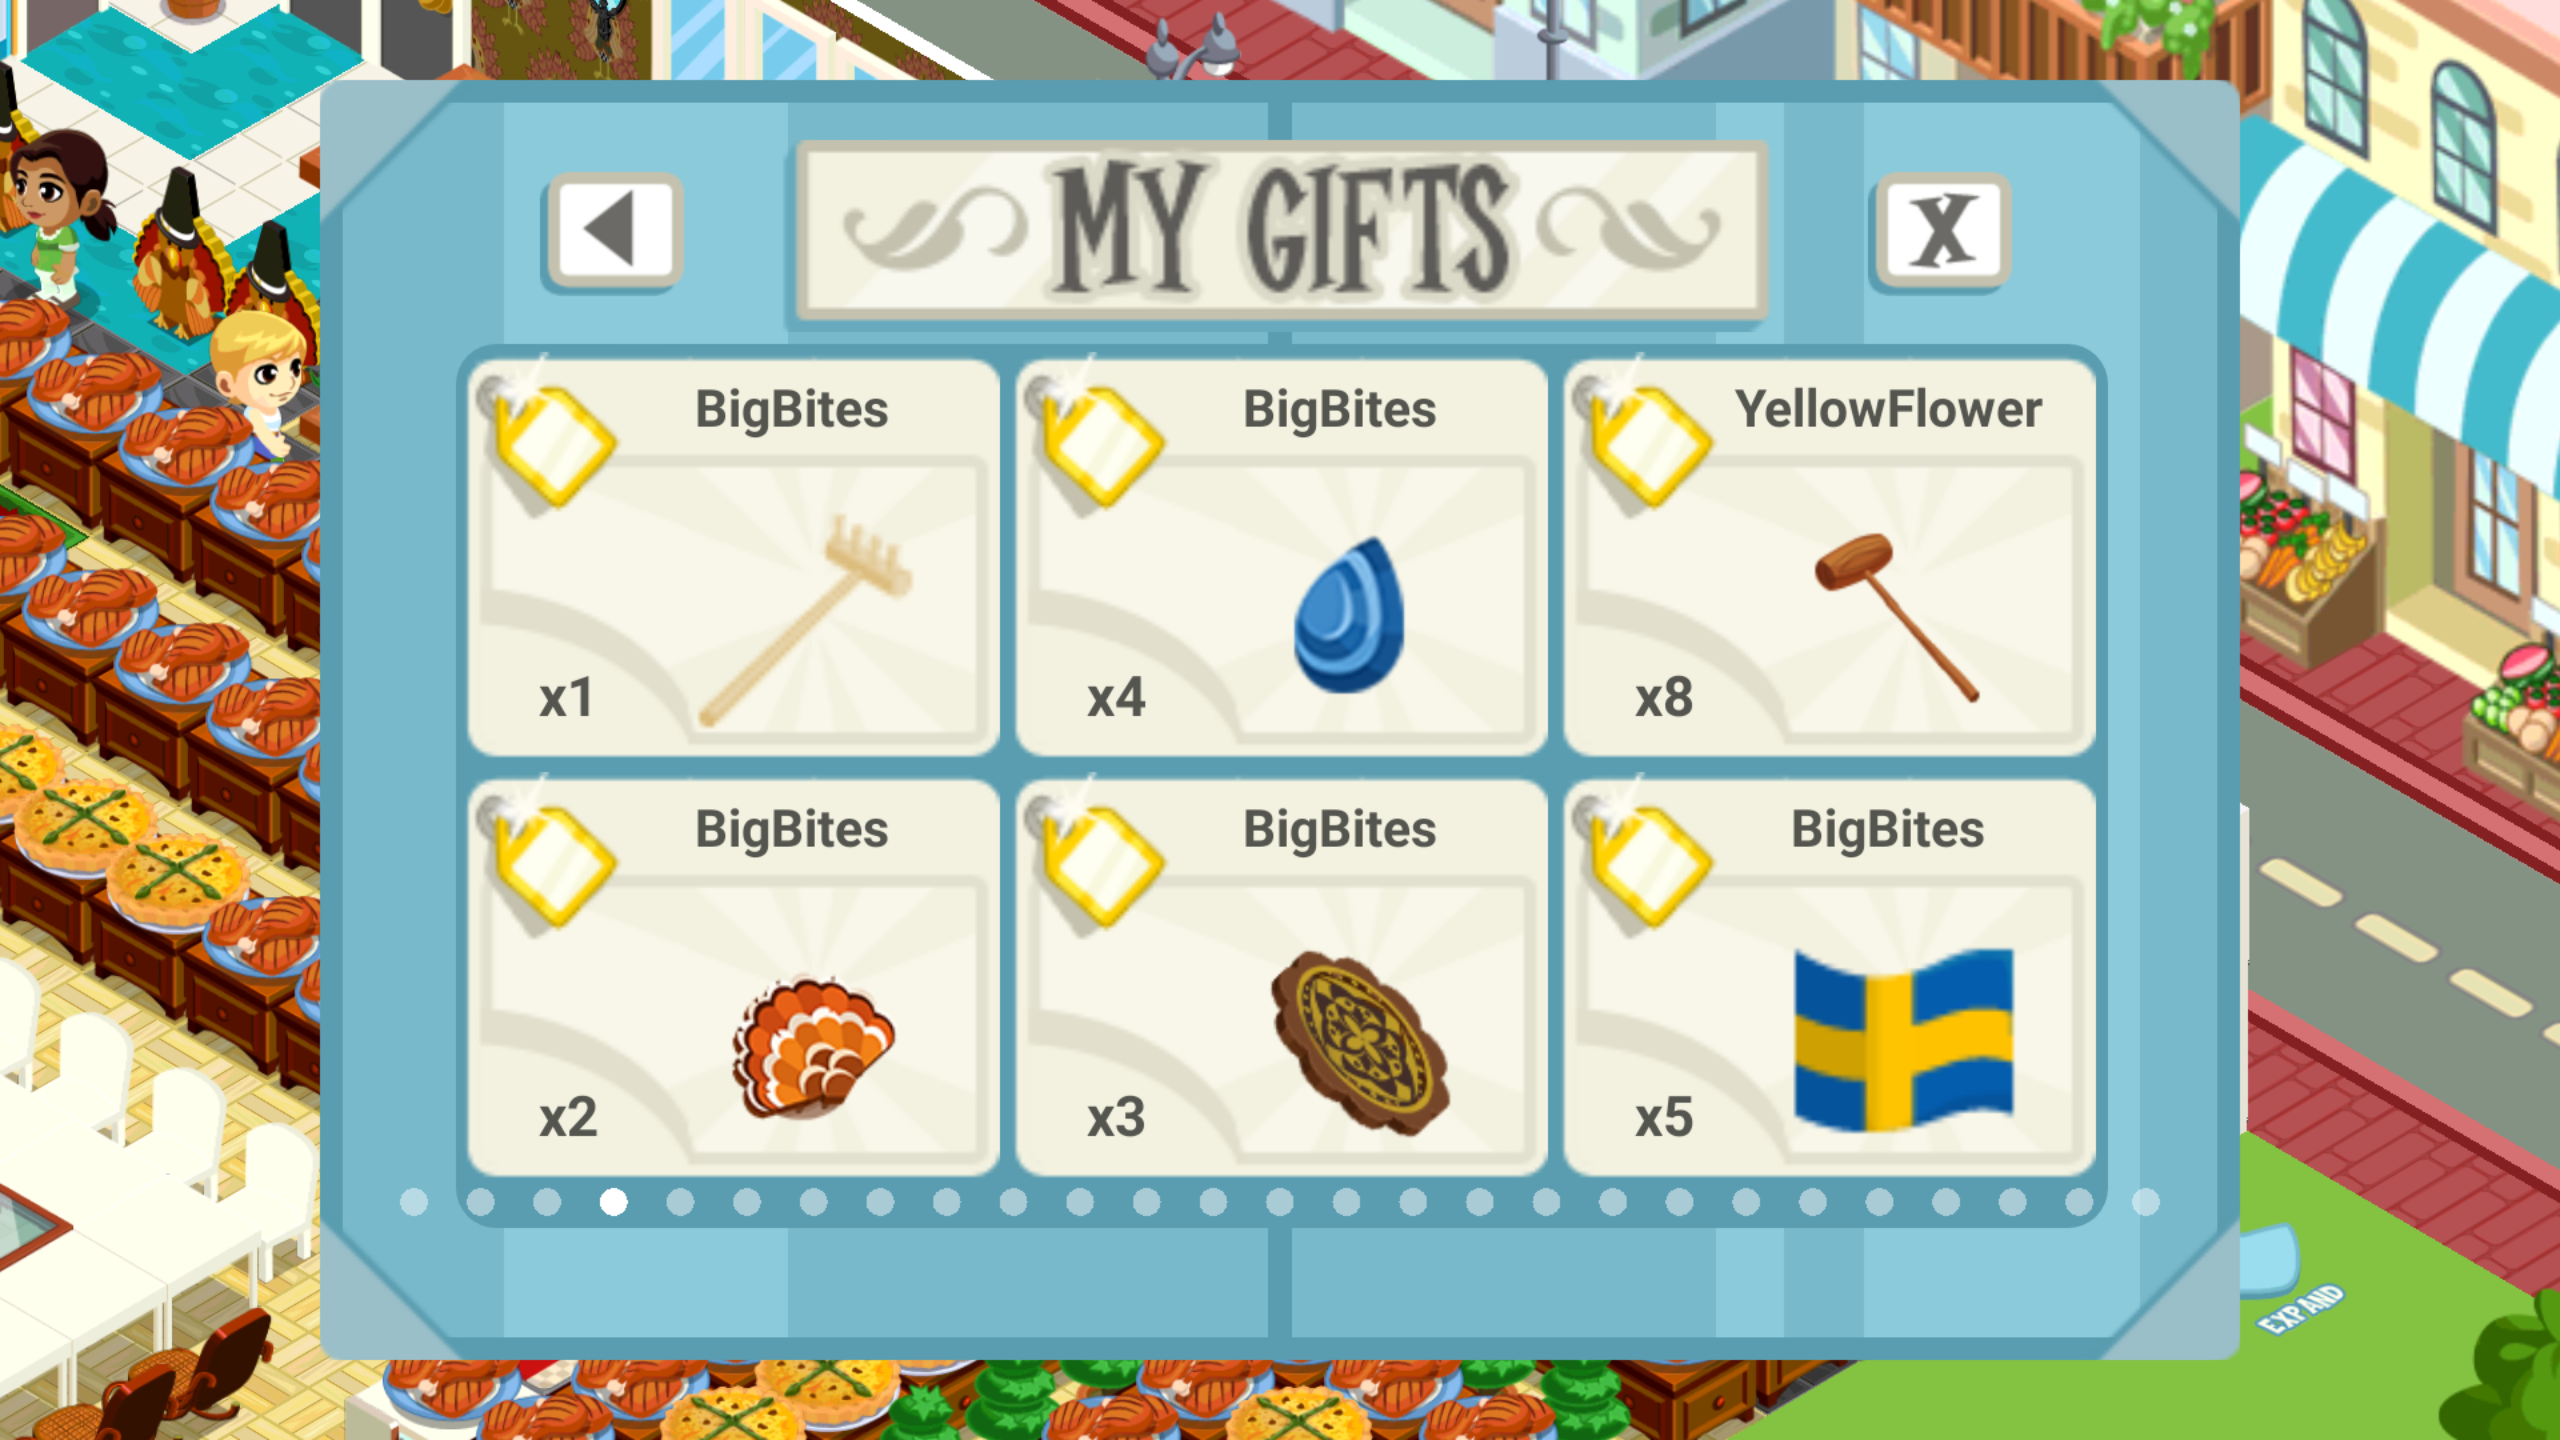 MY GIFTS
X
BigBites
x1
BigBites
x4
YellowFlower
x8
BigBites
x2
BigBites
x3
BigBites
x5
EXPAND